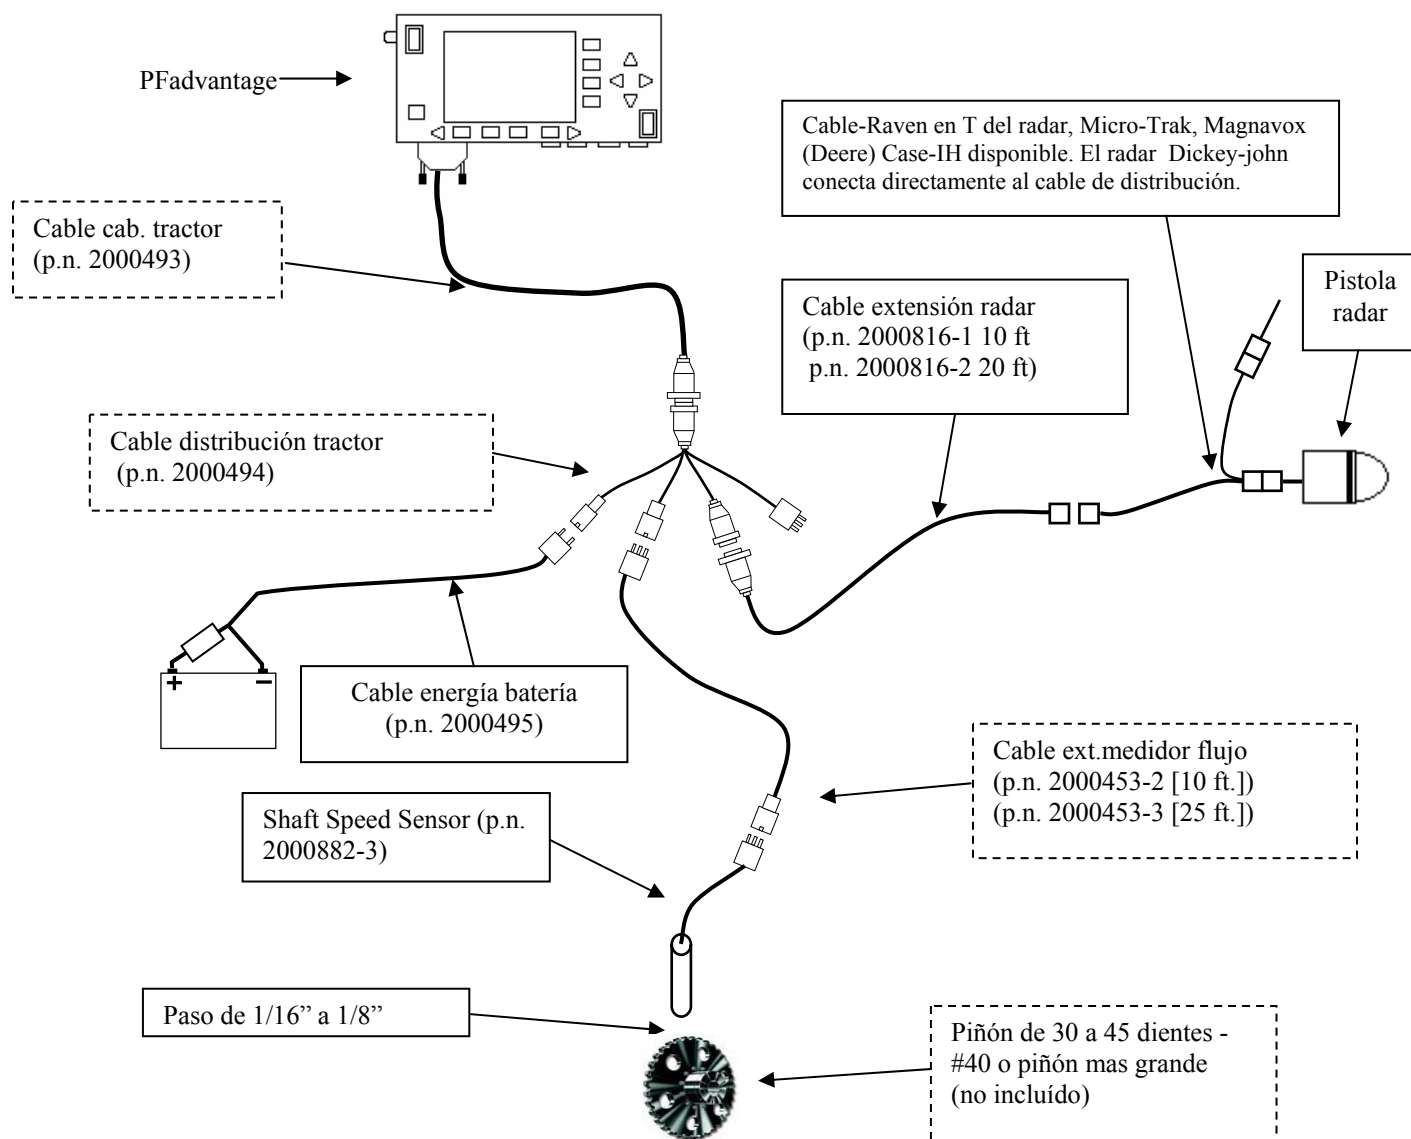 PFadvantage
Cable-Raven en T del radar, Micro-Trak, Magnavox
(Deere) Case-IH disponible. El radar Dickey-john
conecta directamente al cable de distribución.
Cable cab. tractor
(p.n. 2000493)
Cable extensión radar
(p.n. 2000816-1 10 ft
p.n. 2000816-2 20 ft)
Pistola
radar
Cable distribución tractor
(p.n. 2000494)
+ −
Cable energía batería
(p.n. 2000495)
Cable ext.medidor flujo
(p.n. 2000453-2 [10 ft.])
(p.n. 2000453-3 [25 ft.])
Shaft Speed Sensor (p.n.
2000882-3)
Paso de 1/16” a 1/8”
Piñón de 30 a 45 dientes -
#40 o piñón mas grande
(no incluído)